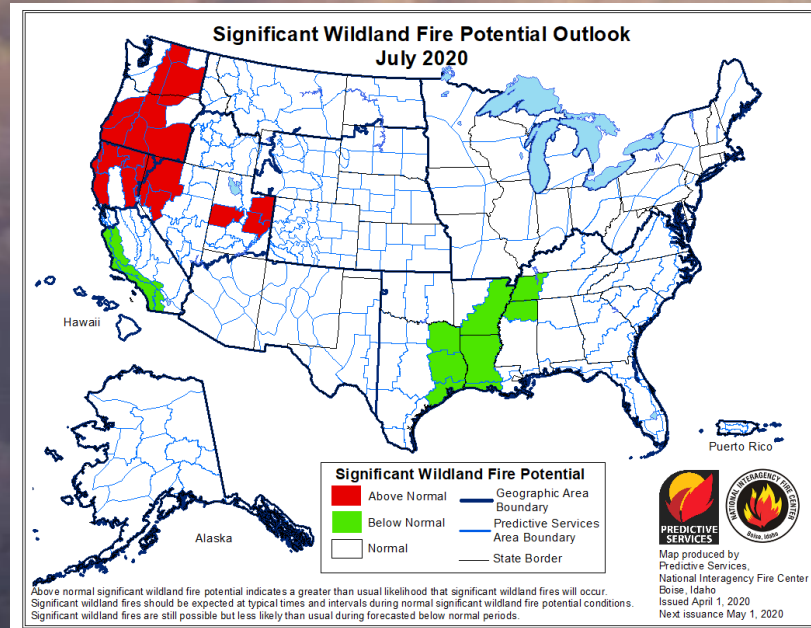 Significant Wildland Fire Potential Outlook
July 2020
Hawaii
Alaska
Puerto Rico
Significant Wildland Fire Potential
Above Normal
Below Normal
Normal
Geographic Area
Boundary
Predictive Services
Area Boundary
State Border
PREDICTIVE
SERVICES
NATIONAL INTERAGENCY FIRE CENTER
Boise, Idaho
Map produced by
Predictive Services,
National Interagency Fire Center
Boise, Idaho
Issued April 1, 2020
Next issuance May 1, 2020
Above normal significant wildland fire potential indicates a greater than usual likelihood that significant wildland fires will occur.
Significant wildland fires should be expected at typical times and intervals during normal significant wildland fire potential conditions.
Significant wildland fires are still possible but less likely than usual during forecasted below normal periods.